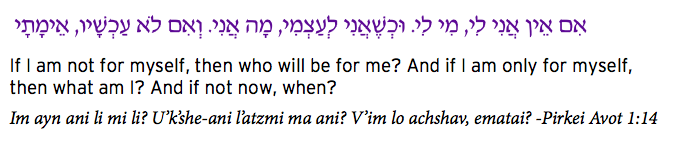 אִם אֵין אֲנִי לִי, מִי לִי. וּכְשֶׁאֲנִי לְעַצְמִי, מָה אֲנִי. וְאִם לֹא עַכְשָׁיו, אֵימָתָי
If I am not for myself, then who will be for me? And if I am only for myself,
then what am I? And if not now, when?
Im ayn ani li mi li? U’k’she-ani l’atzmi ma ani? V’im lo achshav, ematai? -Pirkei Avot 1:14